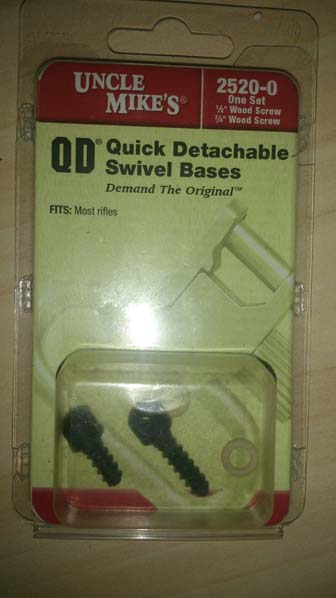 UNCLE
MIKE'S®
2520-0
One Set
½" Wood Screw
¾" Wood Screw
QD® Quick Detachable
Swivel Bases
Demand The Original™
FITS: Most rifles